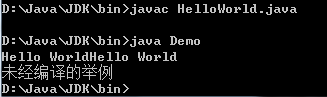 D:\Java\JDK\bin>javac HelloWorld.java
D:\Java\JDK\bin>java Demo
Hello WorldHello World
未经编译的举例
D:\Java\JDK\bin>